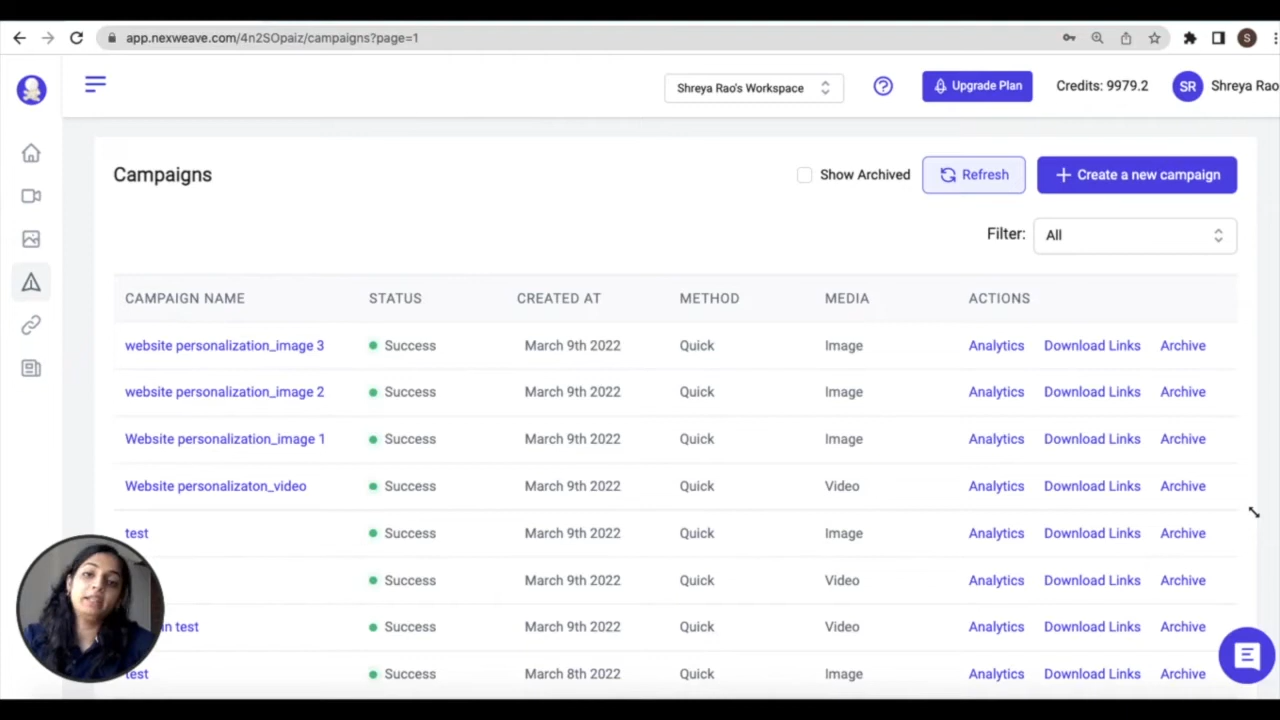 app.nexweave.com/4n2SOpaiz/campaigns?page=1
S
Shreya Rao's Workspace
Upgrade Plan
Credits: 9979.2
SR
Shreya Rao
Campaigns
Show Archived
Refresh
Create a new campaign
Filter:
All
CAMPAIGN NAME STATUS CREATED AT METHOD MEDIA ACTIONS
website personalization_image 3 Success March 9th 2022 Quick Image Analytics Download Links Archive
website personalization_image 2 Success March 9th 2022 Quick Image Analytics Download Links Archive
Website personalization_image 1 Success March 9th 2022 Quick Image Analytics Download Links Archive
Website personalizaton_video Success March 9th 2022 Quick Video Analytics Download Links Archive
test Success March 9th 2022 Quick Image Analytics Download Links Archive
Success March 9th 2022 Quick Video Analytics Download Links Archive
test Success March 9th 2022 Quick Video Analytics Download Links Archive
test Success March 8th 2022 Quick Image Analytics Download Links Archive